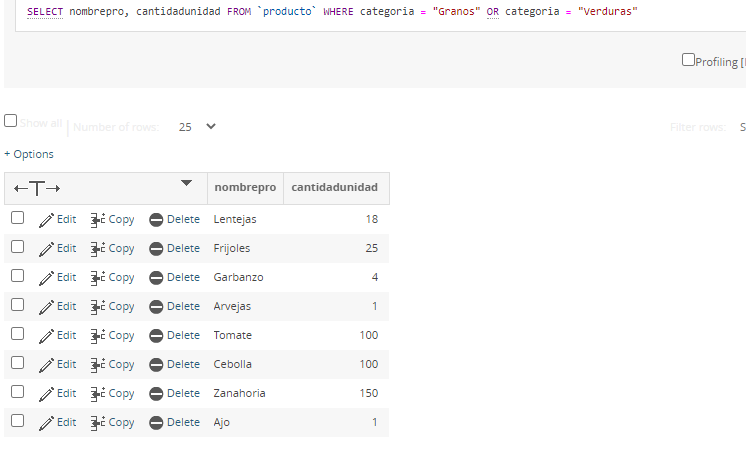 SELECT nombrepro, cantidadunidad FROM `producto` WHERE categoria = "Granos" OR categoria = "Verduras"
Profiling [
Show all | Number of rows: 25 Filter rows: S
+ Options
←T→ nombrepro cantidadunidad
Edit Copy Delete Lentejas 18
Edit Copy Delete Frijoles 25
Edit Copy Delete Garbanzo 4
Edit Copy Delete Arvejas 1
Edit Copy Delete Tomate 100
Edit Copy Delete Cebolla 100
Edit Copy Delete Zanahoria 150
Edit Copy Delete Ajo 1